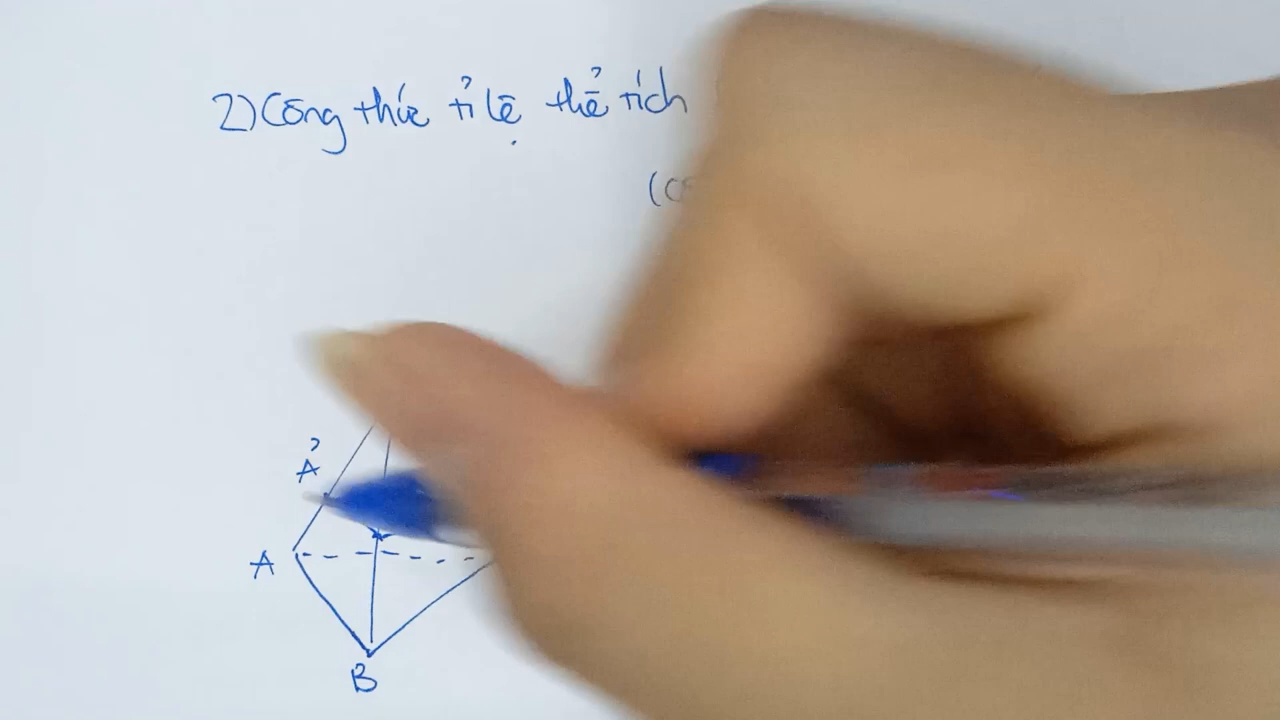 2) Công thức tỉ lệ thể tích
A'
A
B